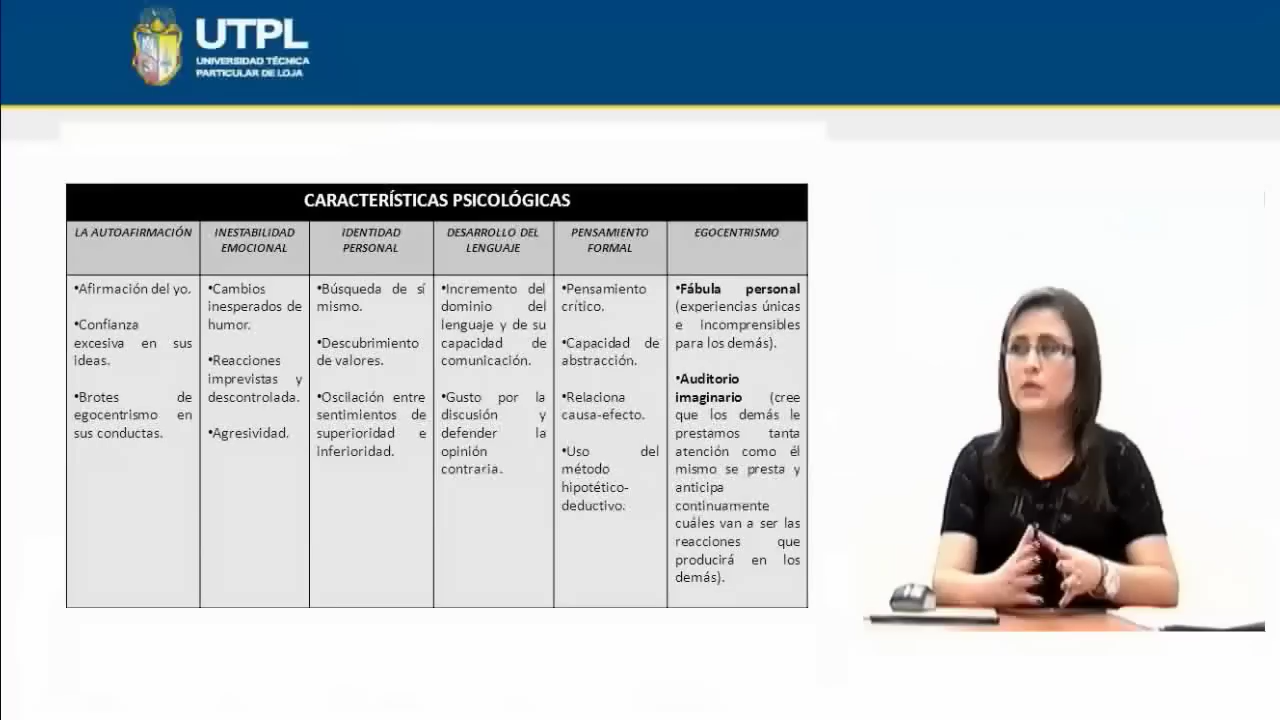 UTPL
UNIVERSIDAD TÉCNICA
PARTICULAR DE LOJA
CARACTERÍSTICAS PSICOLÓGICAS
LA AUTOAFIRMACIÓN
•Afirmación del yo.
•Confianza
excesiva en sus
ideas.
•Brotes de
egocentrismo en
sus conductas.
INESTABILIDAD
EMOCIONAL
•Cambios
inesperados de
humor.
•Reacciones
imprevistas y
descontrolada.
•Agresividad.
IDENTIDAD
PERSONAL
•Búsqueda de sí
mismo.
•Descubrimiento
de valores.
•Oscilación entre
sentimientos de
superioridad e
inferioridad.
DESARROLLO DEL
LENGUAJE
•Incremento del
dominio del
lenguaje y de su
capacidad de
comunicación.
•Gusto por la
discusión y
defender la
opinión
contraria.
PENSAMIENTO
FORMAL
•Pensamiento
crítico.
•Capacidad de
abstracción.
•Relaciona
causa-efecto.
•Uso del
método
hipotético-
deductivo.
EGOCENTRISMO
•Fábula personal
(experiencias únicas
e incomprensibles
para los demás).
•Auditorio
imaginario (cree
que los demás le
prestamos tanta
atención como él
mismo se presta y
anticipa
continuamente
cuáles van a ser las
reacciones que
producirá en los
demás).